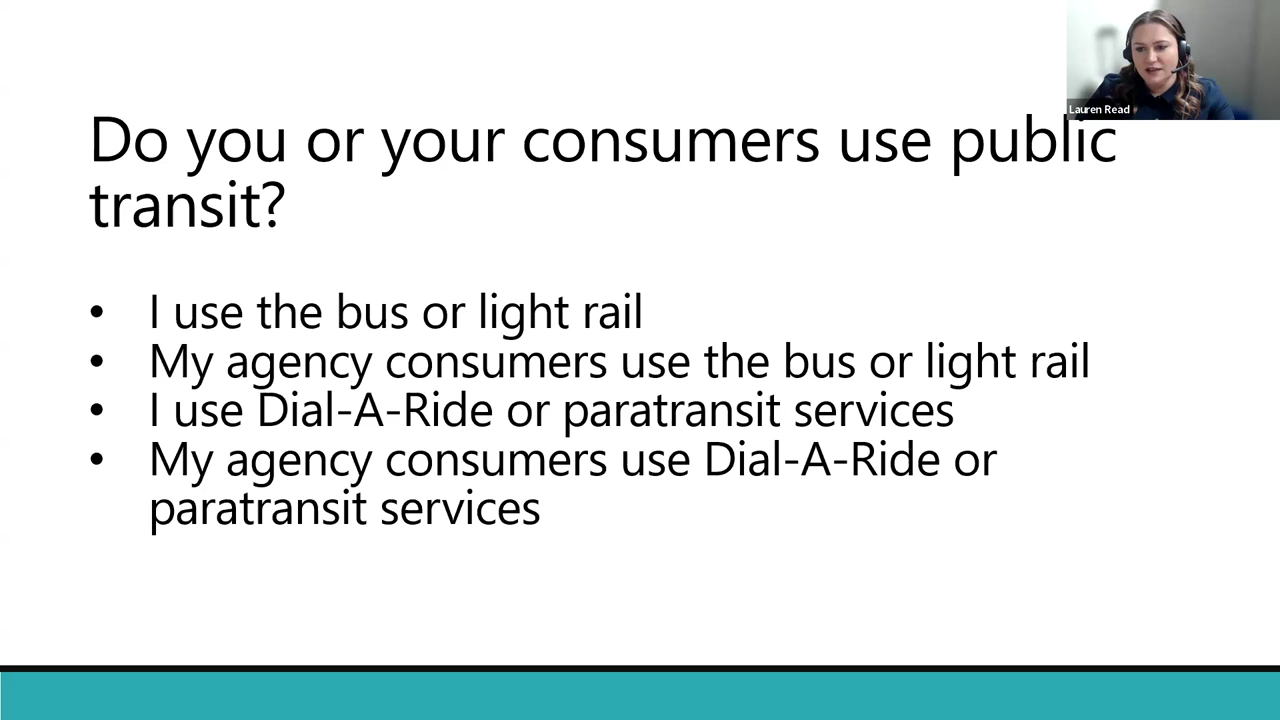 Lauren Read
Do you or your consumers use public
transit?
• I use the bus or light rail
• My agency consumers use the bus or light rail
• I use Dial-A-Ride or paratransit services
• My agency consumers use Dial-A-Ride or
paratransit services